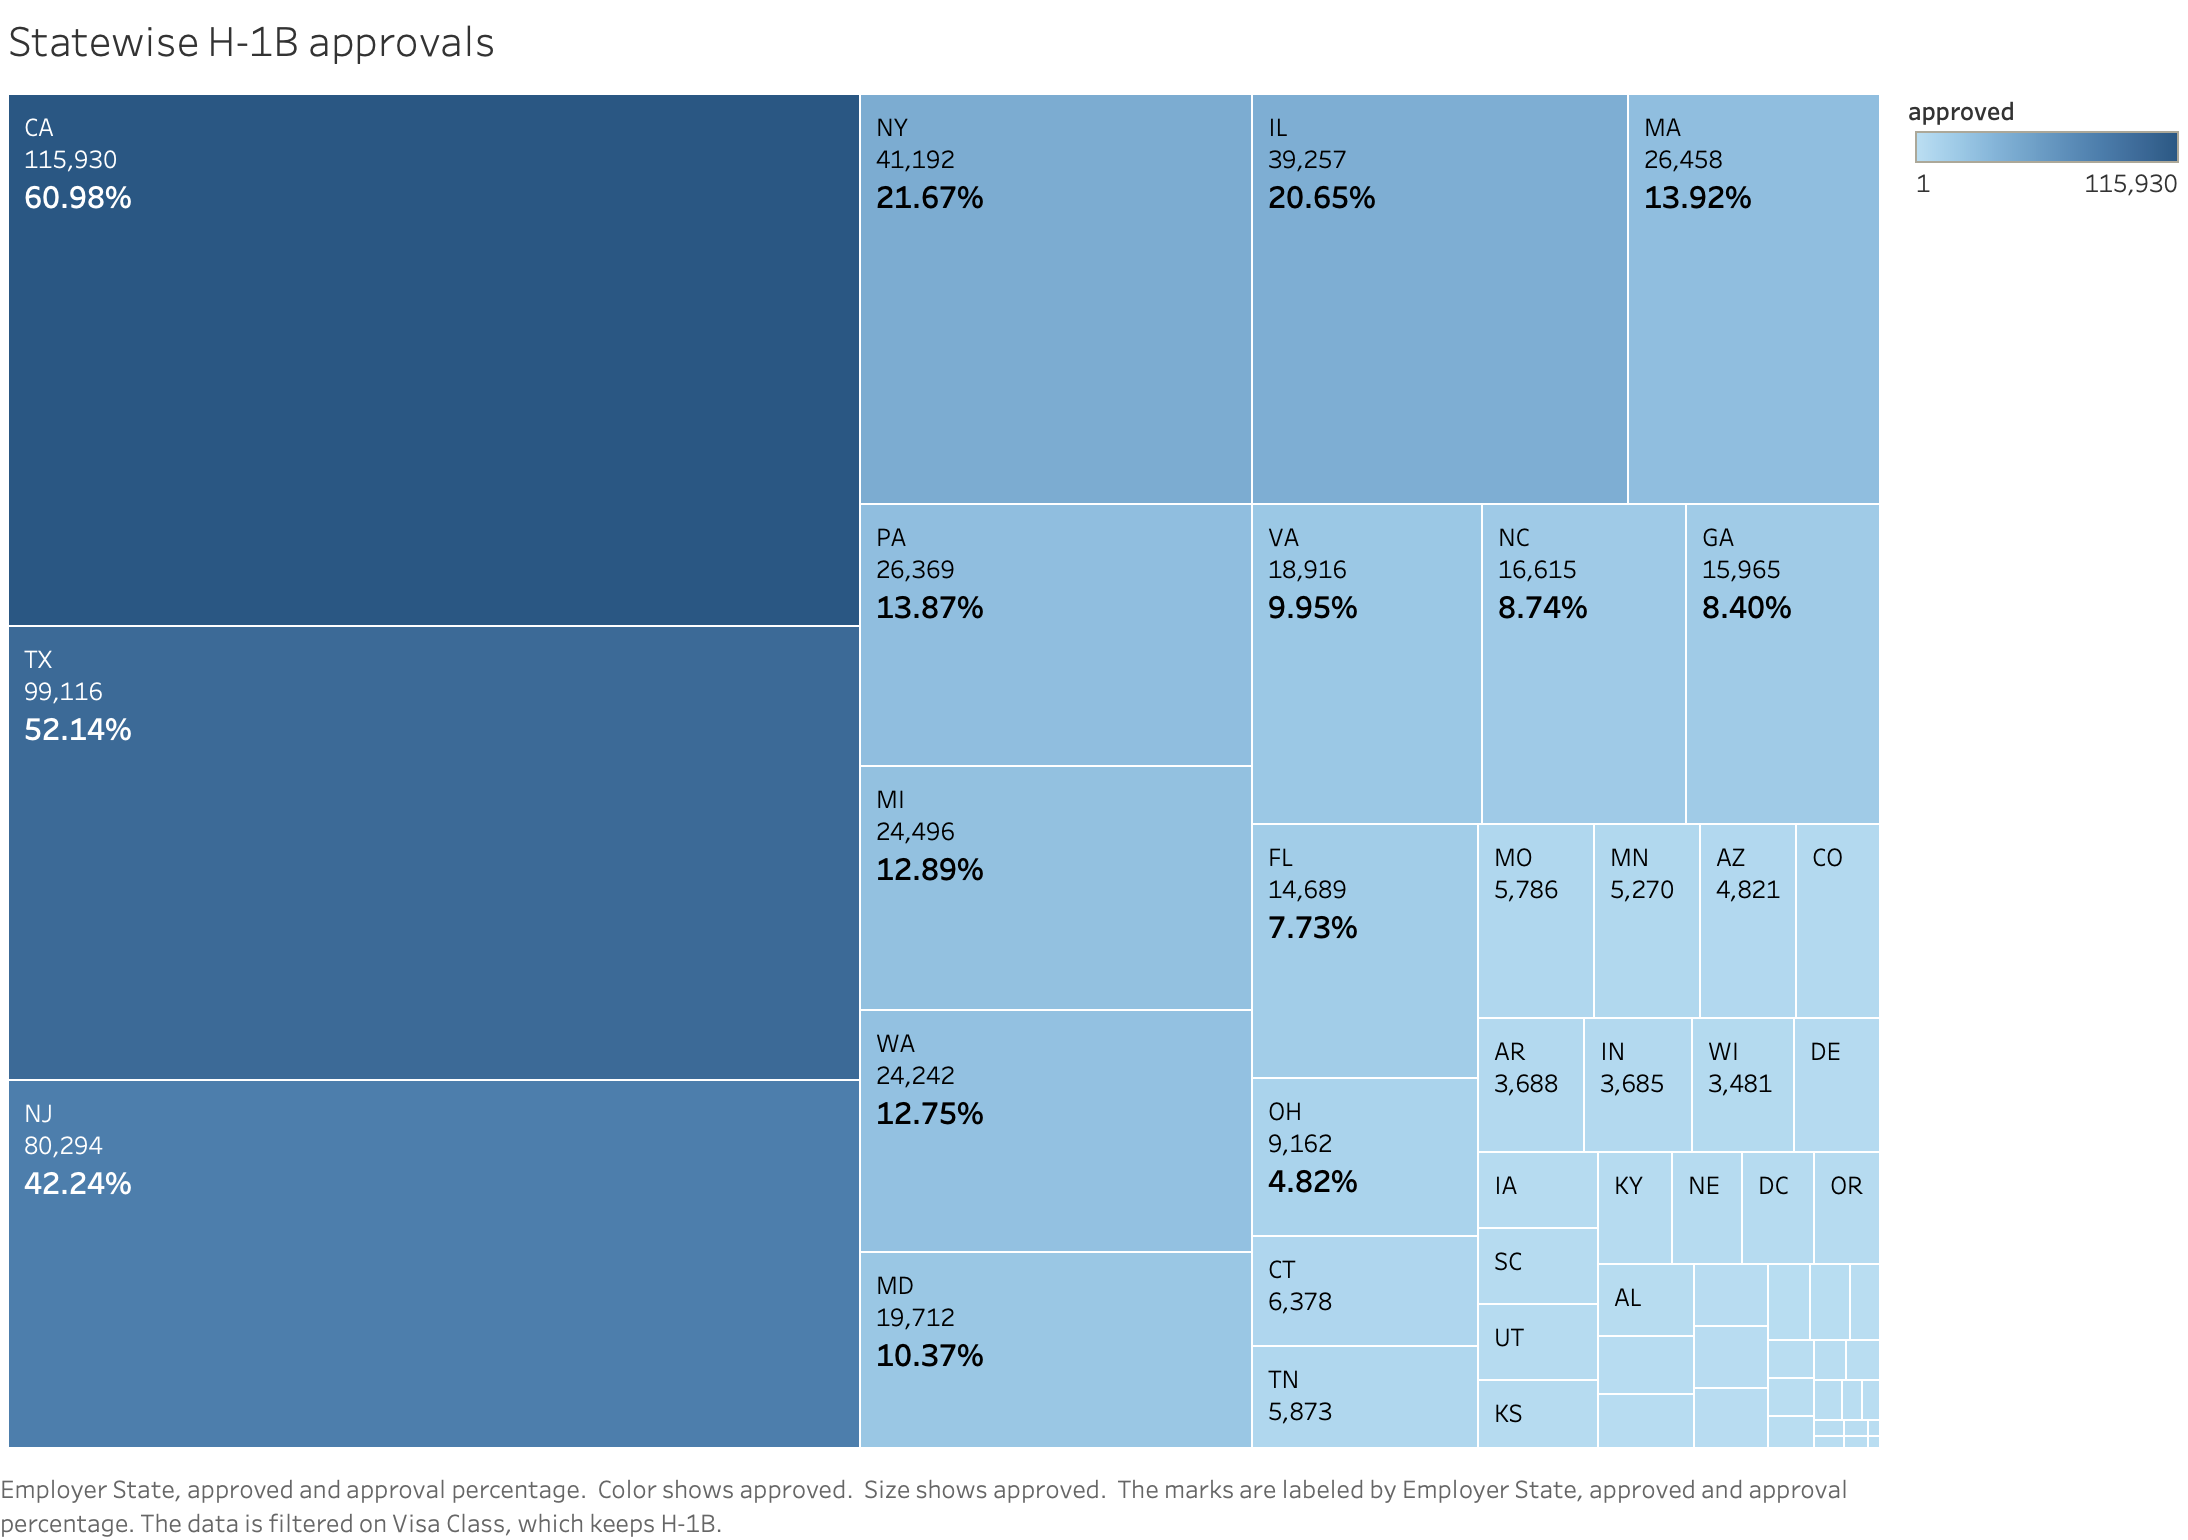 Statewise H-1B approvals
CA
115,930
60.98%
TX
99,116
52.14%
NJ
80,294
42.24%
NY
41,192
21.67%
IL
39,257
20.65%
MA
26,458
13.92%
PA
26,369
13.87%
MI
24,496
12.89%
WA
24,242
12.75%
MD
19,712
10.37%
VA
18,916
9.95%
NC
16,615
8.74%
GA
15,965
8.40%
FL
14,689
7.73%
OH
9,162
4.82%
CT
6,378
TN
5,873
MO
5,786
MN
5,270
AZ
4,821
CO
AR
3,688
IN
3,685
WI
3,481
DE
IA
SC
UT
KS
KY
NE
DC
OR
AL
approved
1
115,930
Employer State, approved and approval percentage.  Color shows approved.  Size shows approved.  The marks are labeled by Employer State, approved and approval
percentage. The data is filtered on Visa Class, which keeps H-1B.